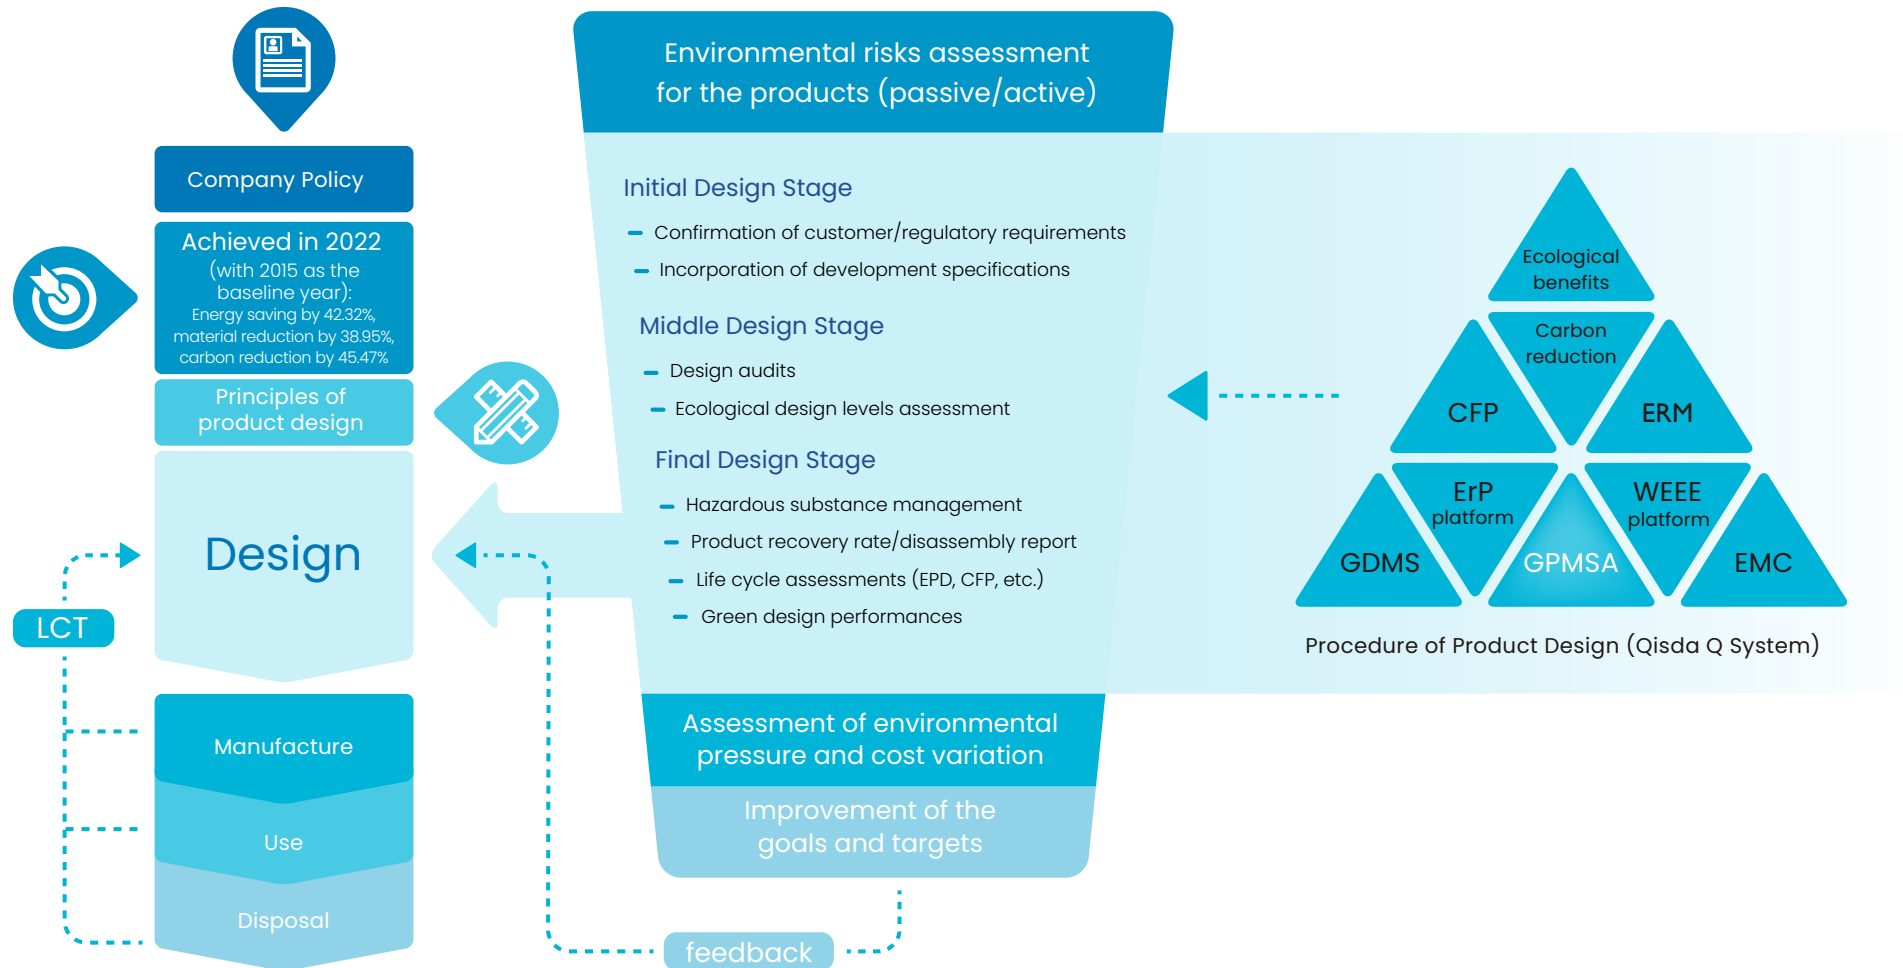 Company Policy
Achieved in 2022
(with 2015 as the
baseline year):
Energy saving by 42.32%,
material reduction by 38.95%,
carbon reduction by 45.47%
Principles of
product design
Design
LCT
Manufacture
Use
Disposal
Environmental risks assessment
for the products (passive/active)
Initial Design Stage
Confirmation of customer/regulatory requirements
Incorporation of development specifications
Middle Design Stage
Design audits
Ecological design levels assessment
Final Design Stage
Hazardous substance management
Product recovery rate/disassembly report
Life cycle assessments (EPD, CFP, etc.)
Green design performances
Assessment of environmental
pressure and cost variation
Improvement of the
goals and targets
feedback
Ecological
benefits
Carbon
reduction
CFP
ERM
ErP
platform
WEEE
platform
GDMS
GPMSA
EMC
Procedure of Product Design (Qisda Q System)